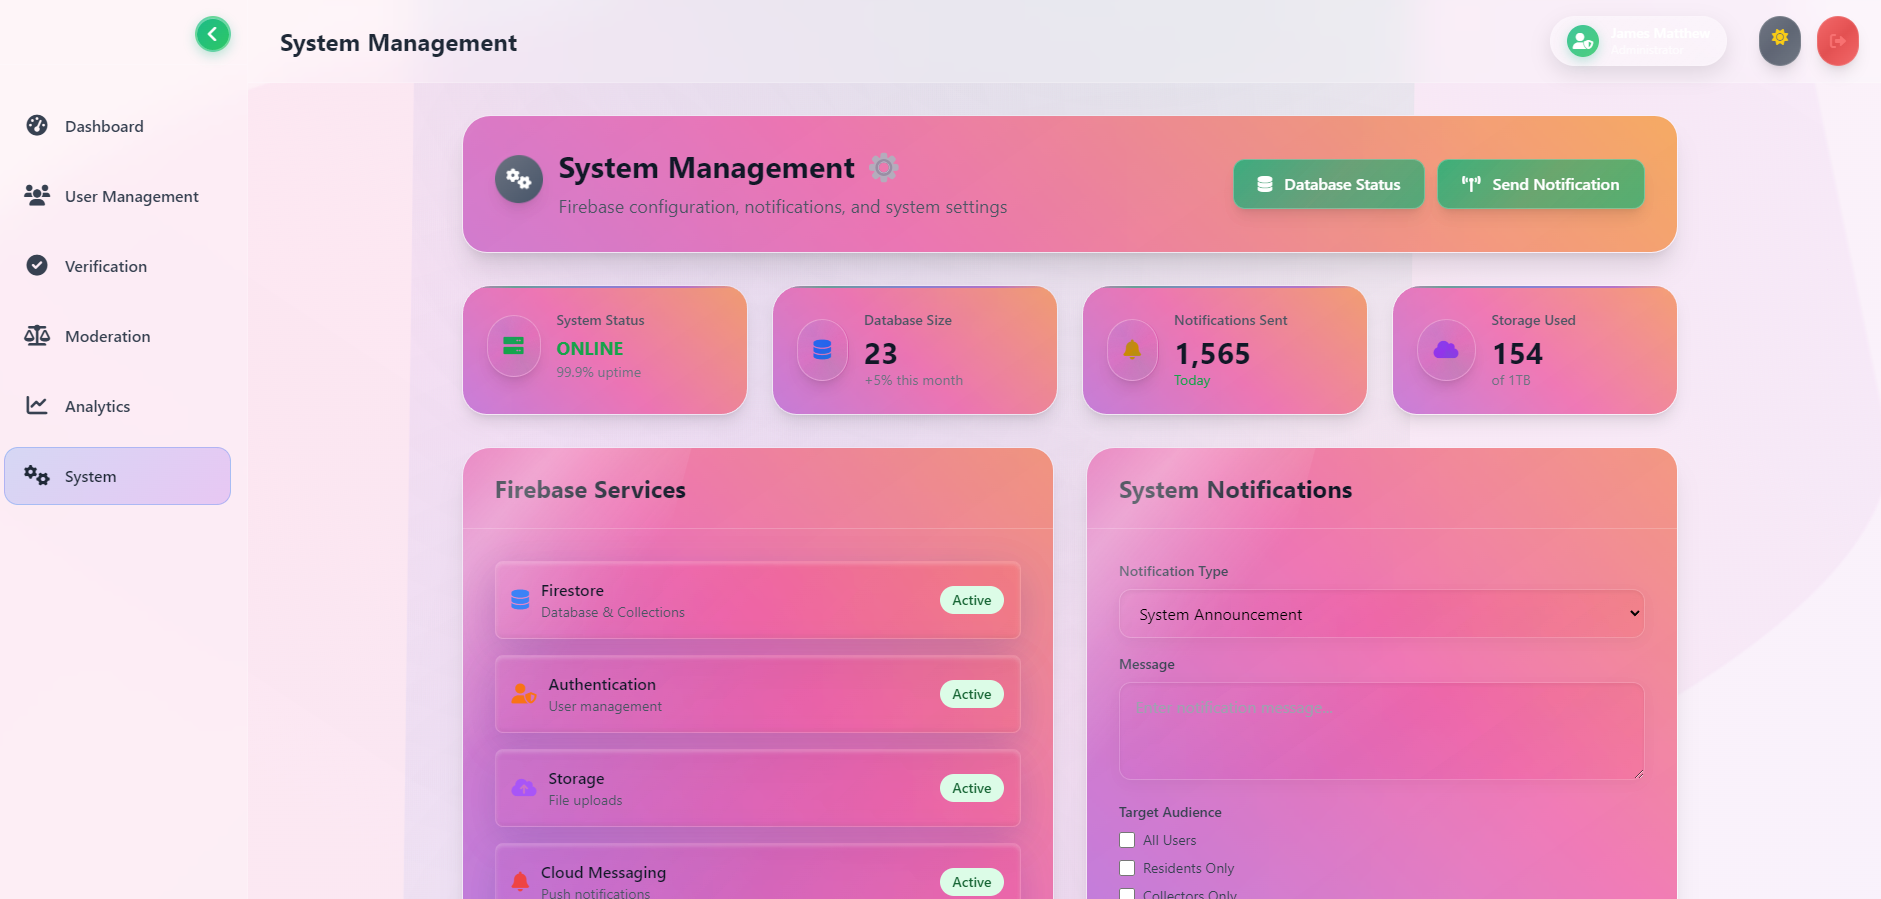 System Management
James Matthew
Administrator
Dashboard
User Management
Verification
Moderation
Analytics
System
System Management
Firebase configuration, notifications, and system settings
Database Status
Send Notification
System Status
ONLINE
99.9% uptime
Database Size
23
+5% this month
Notifications Sent
1,565
Today
Storage Used
154
of 1TB
Firebase Services
Firestore
Database & Collections
Active
Authentication
User management
Active
Storage
File uploads
Active
Cloud Messaging
Push notifications
Active
System Notifications
Notification Type
System Announcement
Message
Enter notification message...
Target Audience
All Users
Residents Only
Collectors Only